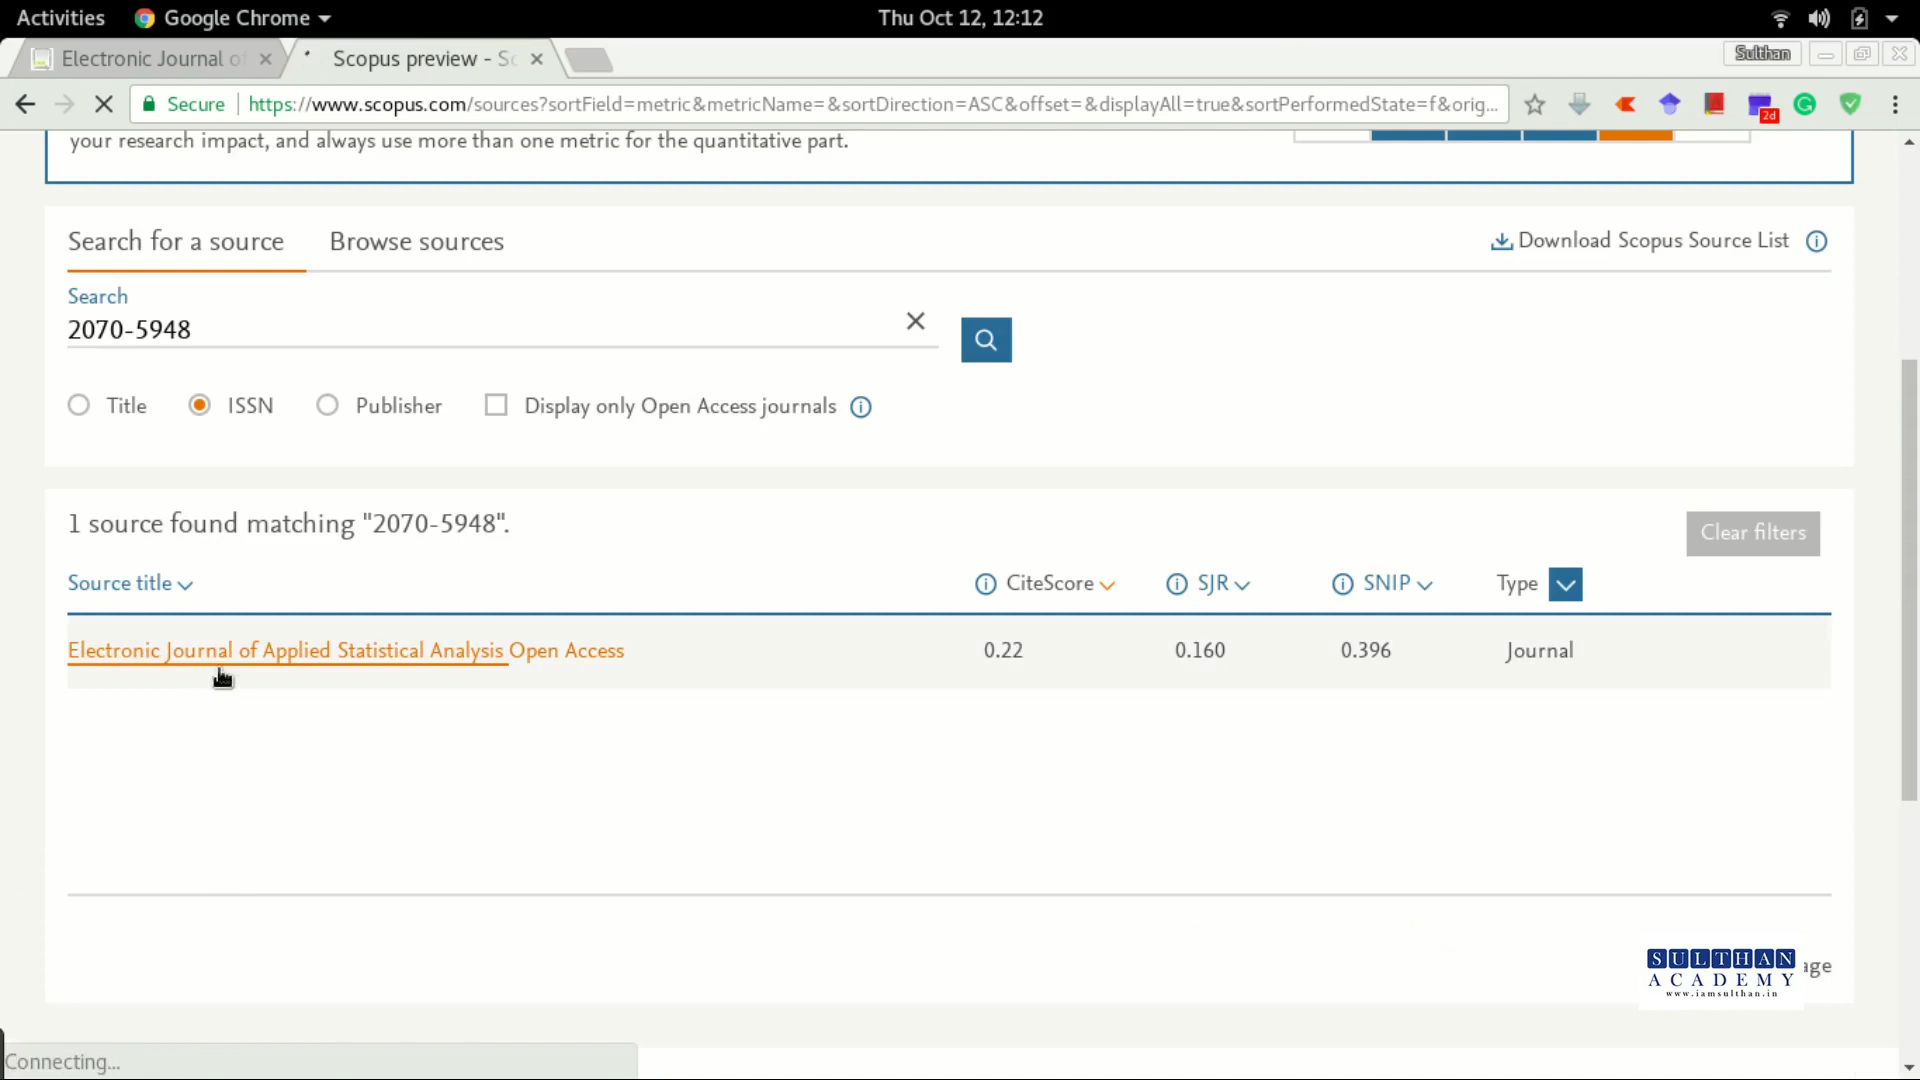 Activities Google Chrome Thu Oct 12, 12:12
Electronic Journal of Scopus preview - Sc Sulthan
Secure https://www.scopus.com/sources?sortField=metric&metricName=&sortDirection=ASC&offset=&displayAll=true&sortPerformedState=f&orig... 2d
your research impact, and always use more than one metric for the quantitative part.
Search for a source Browse sources Download Scopus Source List
Search
2070-5948
Title ISSN Publisher Display only Open Access journals
1 source found matching "2070-5948".
Clear filters
Source title CiteScore SJR SNIP Type
Electronic Journal of Applied Statistical Analysis Open Access 0.22 0.160 0.396 Journal
SULTHAN
ACADEMY
www.iamsulthan.in
Connecting...